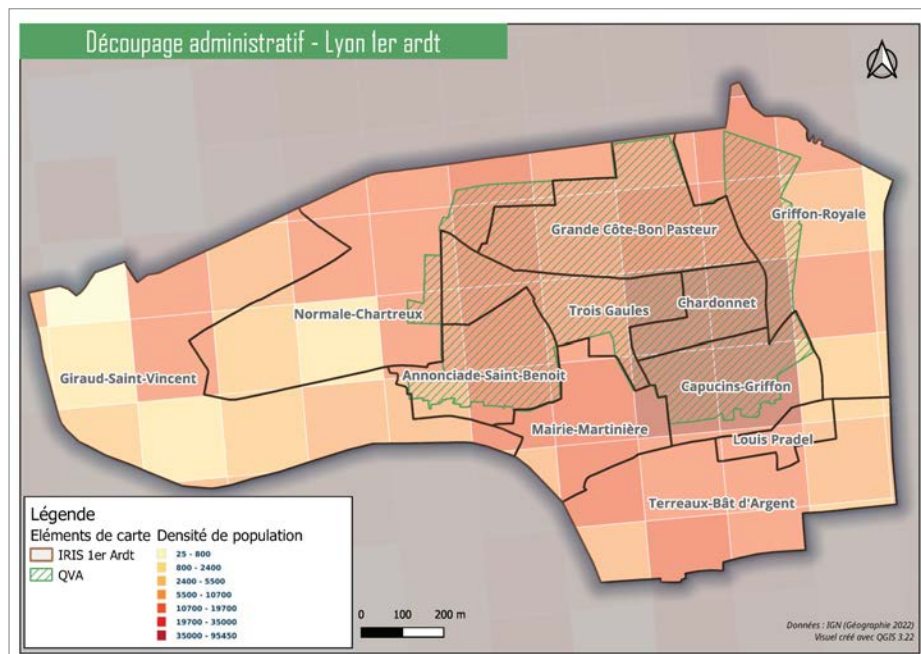 Découpage administratif - Lyon 1er ardt
Griffon-Royale
Grande Côte-Bon Pasteur
Chardonnet
Trois Gaules
Normale-Chartreux
Giraud-Saint-Vincent
Annonciade-Saint-Benoit
Capucins-Griffon
Mairie-Martinière
Louis Pradel
Terreaux-Bât d'Argent
Légende
Eléments de carte Densité de population
IRIS 1er Ardt
QVA
25 - 800
800 - 2400
2400 - 5500
5500 - 10700
10700 - 19700
19700 - 35000
35000 - 95450
0 100 200 m
Données : IGN (Géographie 2022)
Visuel créé avec QGIS 3.22